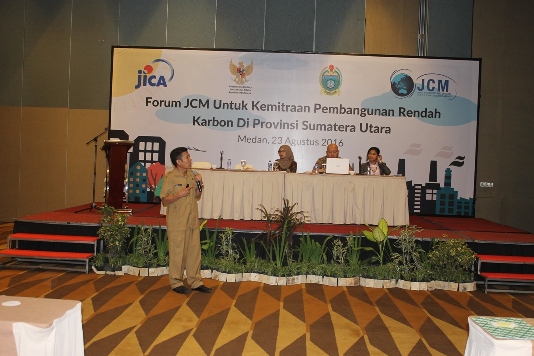 JICA
JCM
Forum JCM Untuk Kemitraan Pembangunan Rendah
Karbon Di Provinsi Sumatera Utara
Medan, 23 Agustus 2016